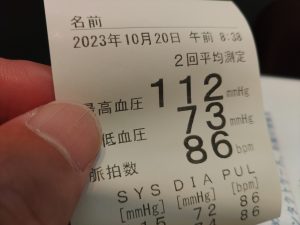 名前
2023年10月20日 午前 8:38
2回平均測定
最高血圧 112 mmHg
低血圧 73 mmHg
脈拍数 86 bpm
SYS DIA PUL
[mmHg] [mmHg] [bpm]
72 86
74 86